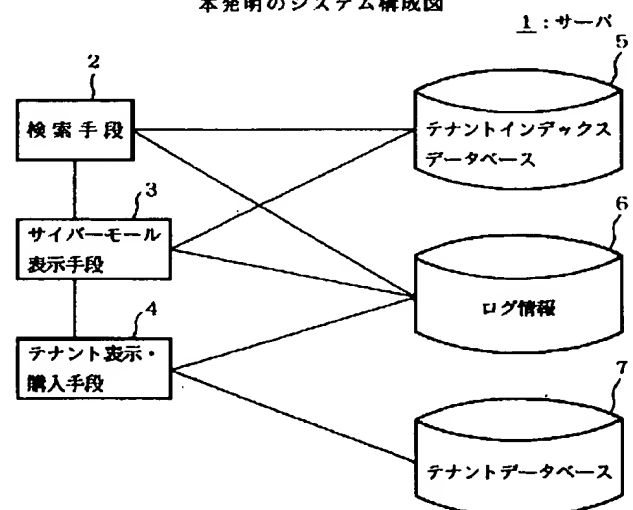 本発明のシステム構成図
1:サーバ
2
検索手段
3
サイバーモール
表示手段
4
テナント表示・
購入手段
5
テナントインデックス
データベース
6
ログ情報
7
テナントデータベース